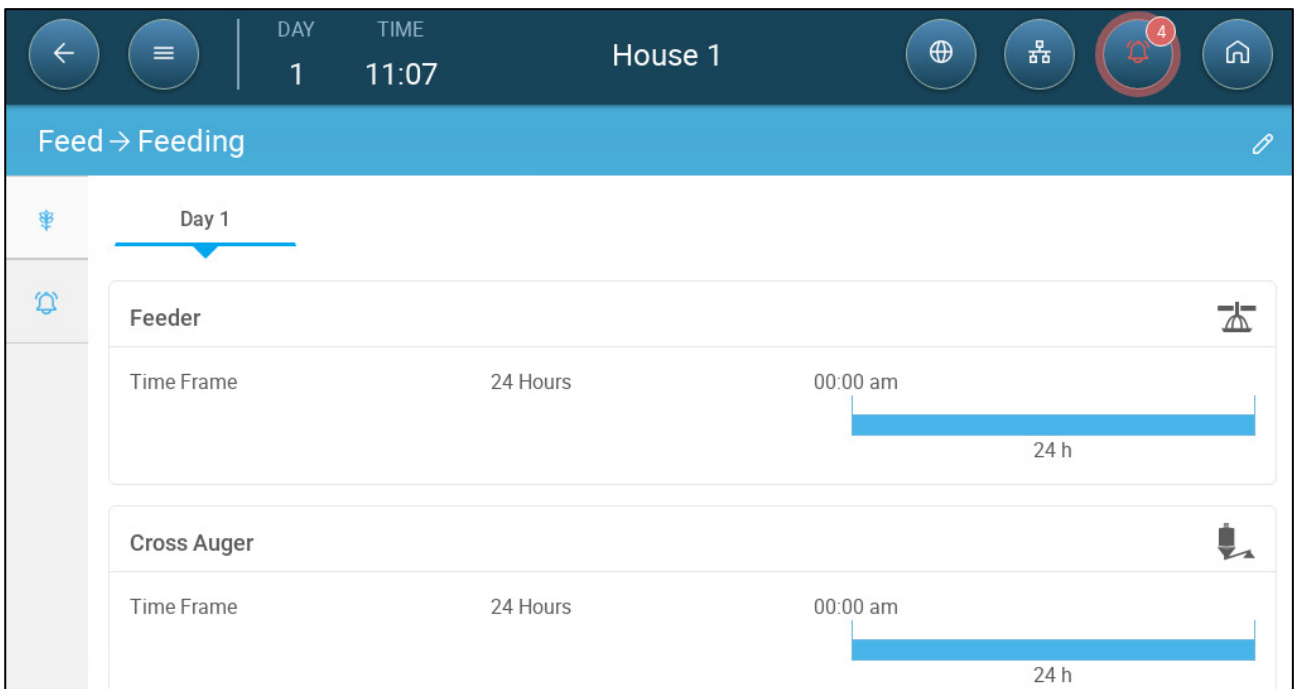 DAY TIME
1 11:07
House 1
4
Feed → Feeding
Day 1
Feeder
Time Frame 24 Hours 00:00 am
24 h
Cross Auger
Time Frame 24 Hours 00:00 am
24 h